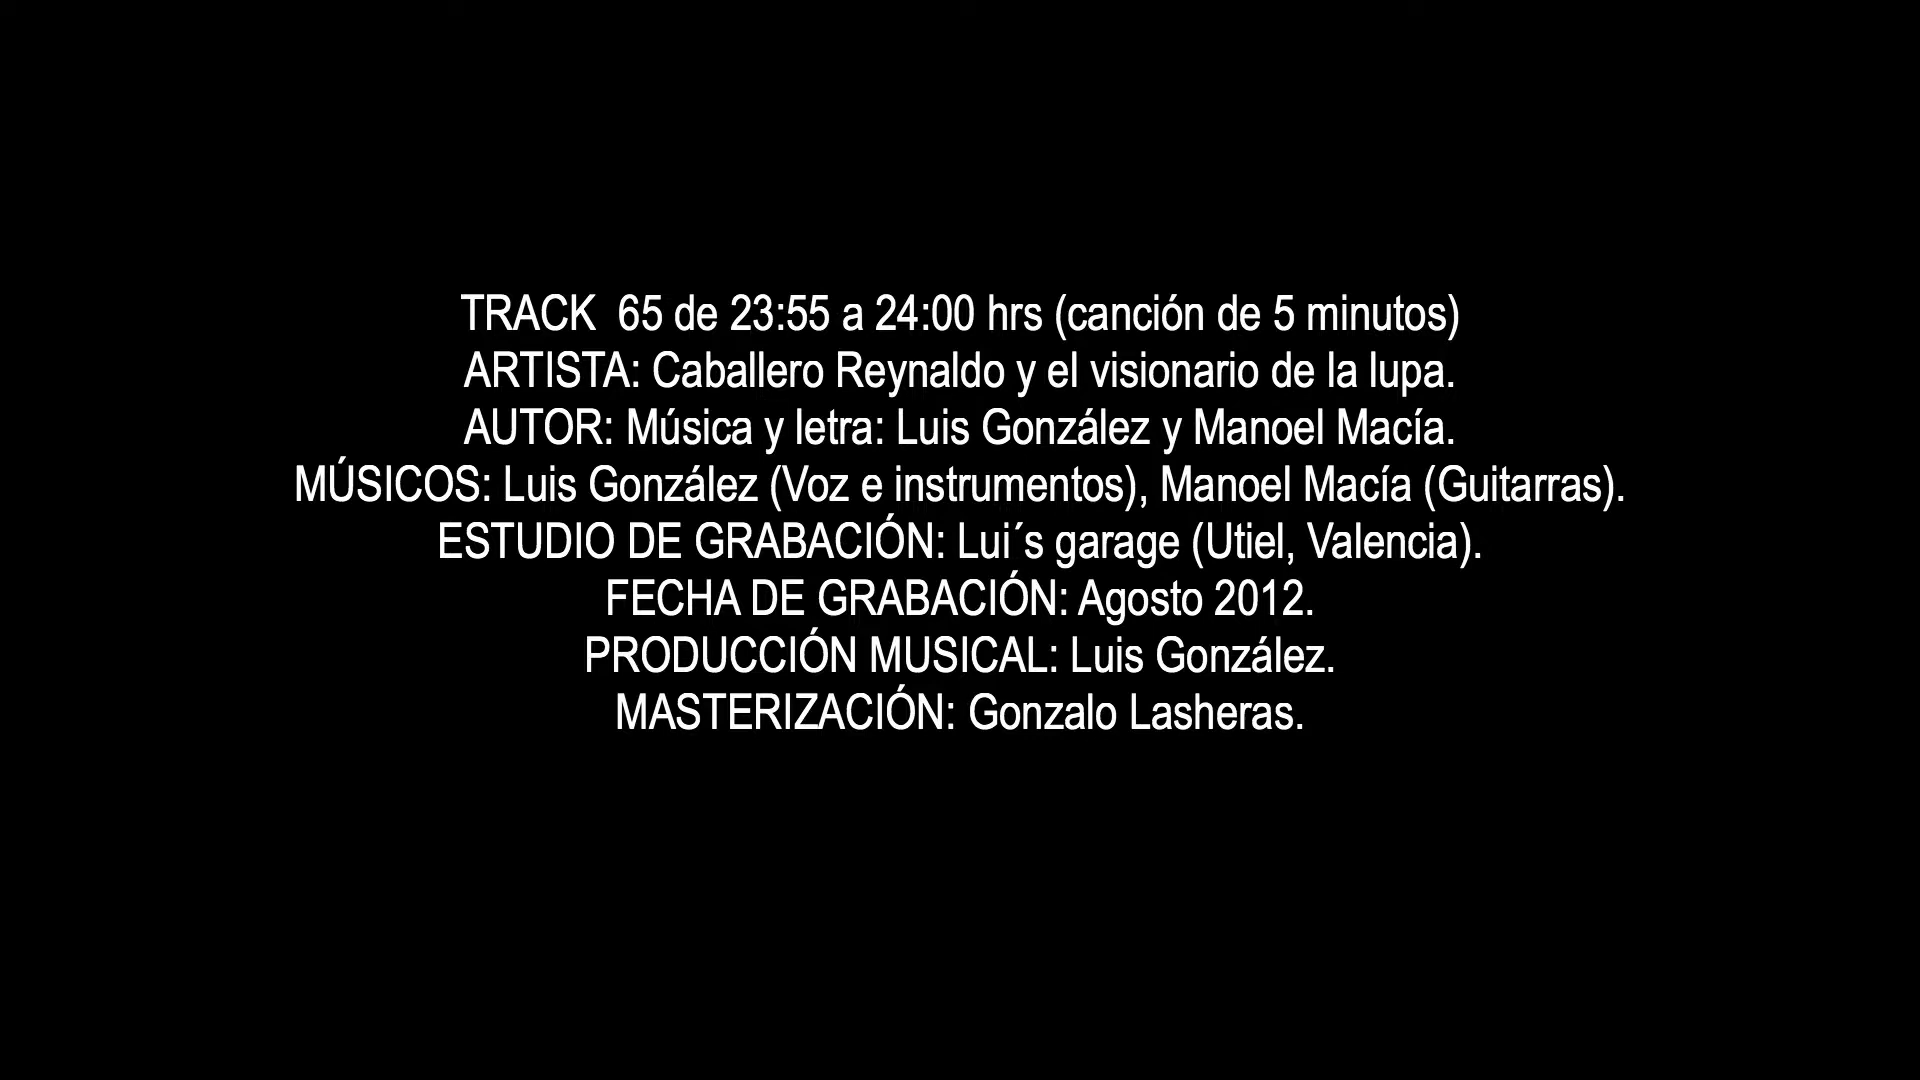 TRACK  65 de 23:55 a 24:00 hrs (canción de 5 minutos)
ARTISTA: Caballero Reynaldo y el visionario de la lupa.
AUTOR: Música y letra: Luis González y Manoel Macía.
MÚSICOS: Luis González (Voz e instrumentos), Manoel Macía (Guitarras).
ESTUDIO DE GRABACIÓN: Lui´s garage (Utiel, Valencia).
FECHA DE GRABACIÓN: Agosto 2012.
PRODUCCIÓN MUSICAL: Luis González.
MASTERIZACIÓN: Gonzalo Lasheras.